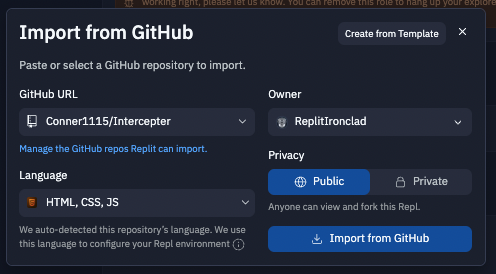 working right, please let us know. You can remove this role to hang up your explore
Import from GitHub
Create from Template
Paste or select a GitHub repository to import.
GitHub URL
Owner
Conner1115/Intercepter
ReplitIronclad
Manage the GitHub repos Replit can import.
Privacy
Public
Private
Language
HTML, CSS, JS
Anyone can view and fork this Repl.
We auto-detected this repository's language. We use
this language to configure your Repl environment
Import from GitHub